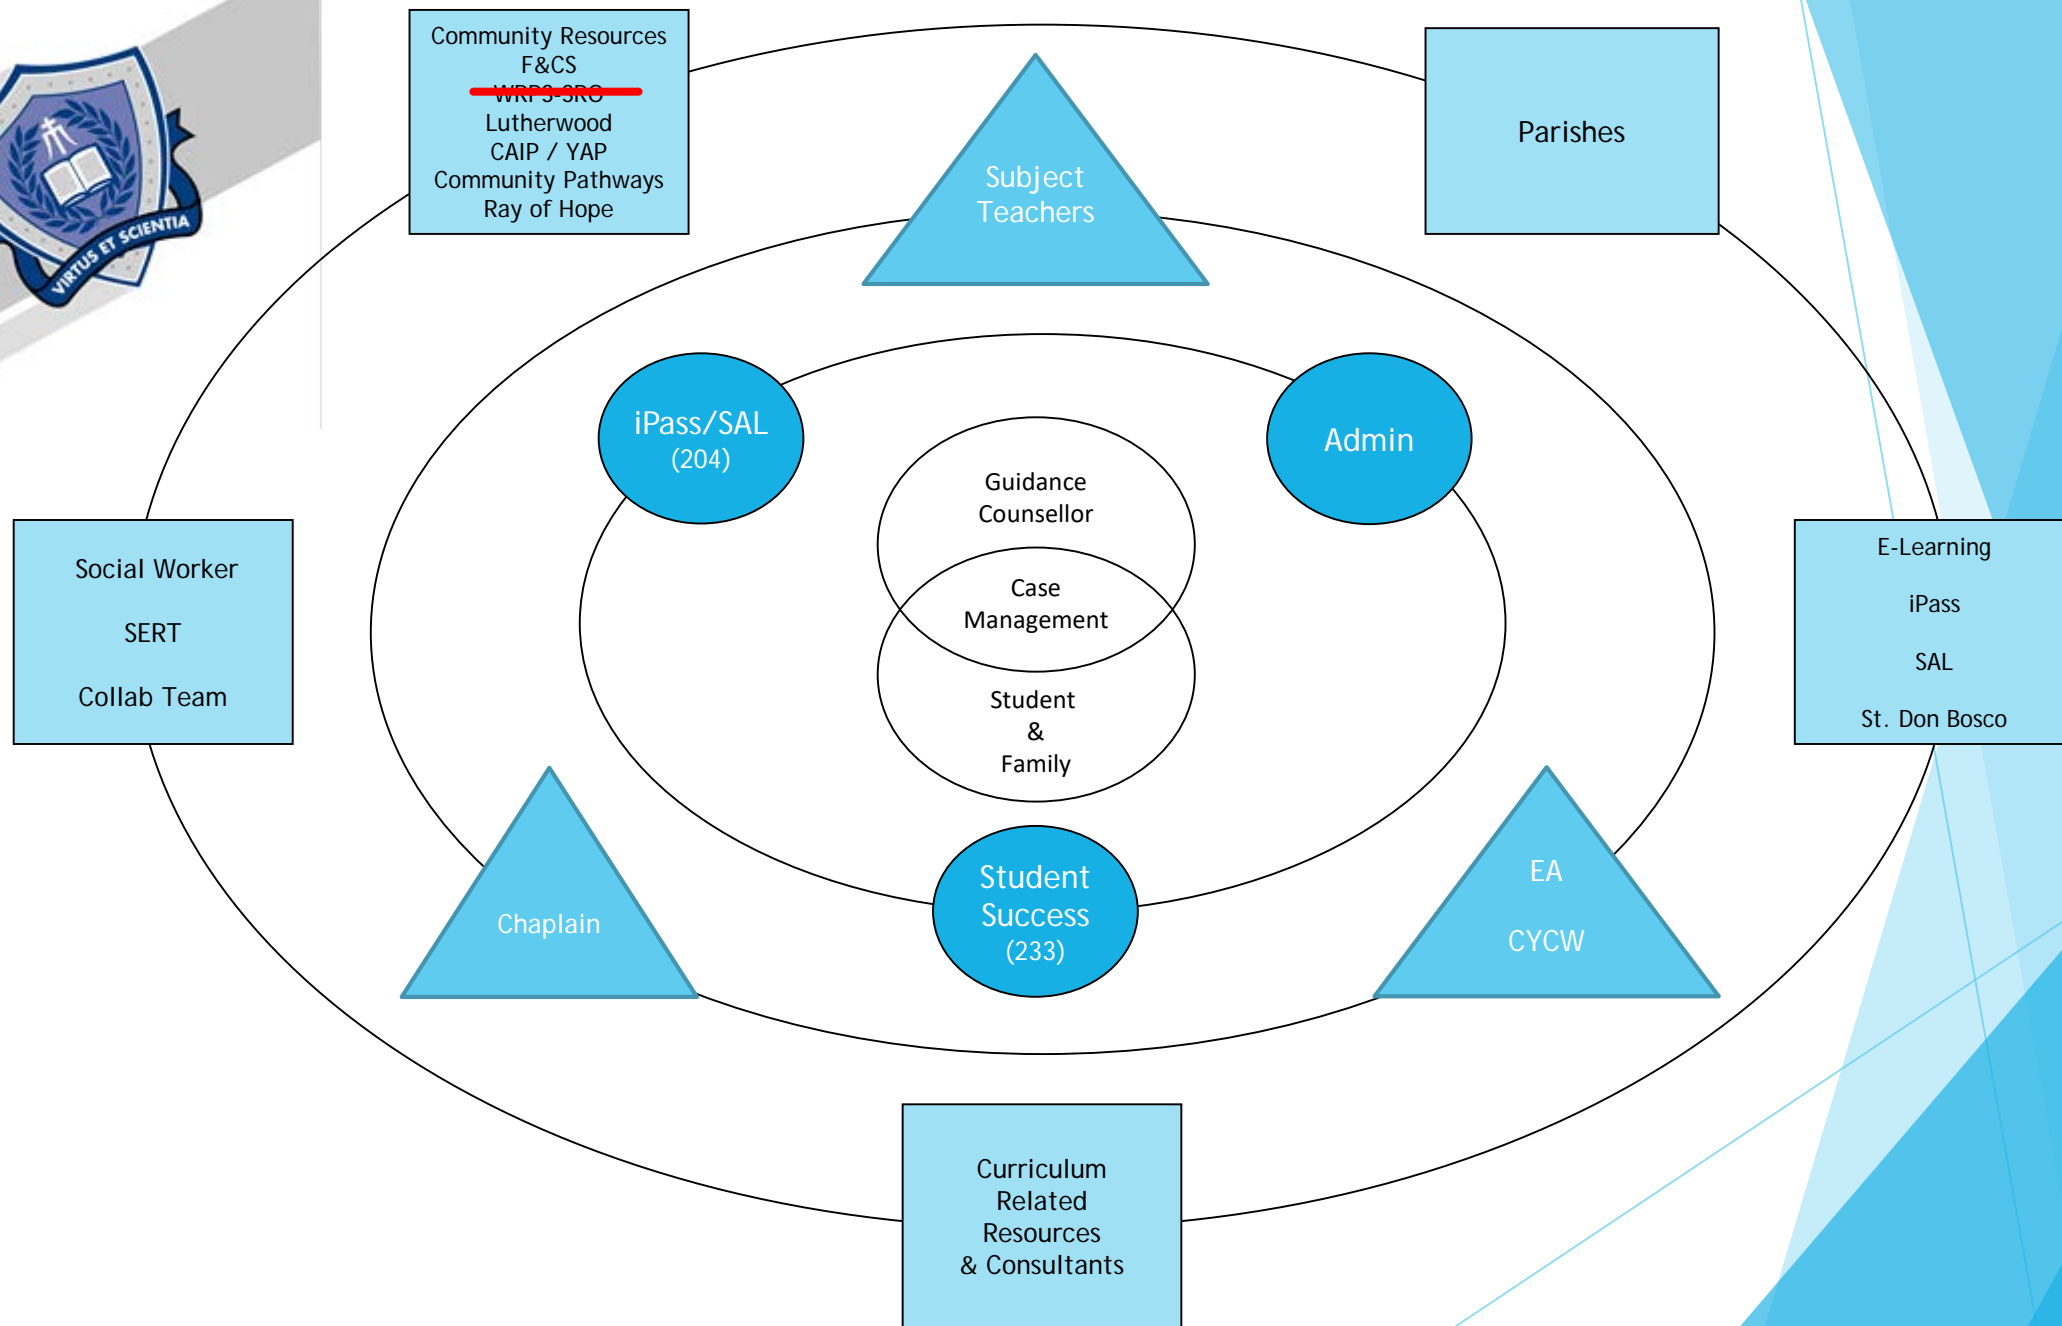 Community Resources
F&CS
WRPS-SRO
Lutherwood
CAIP / YAP
Community Pathways
Ray of Hope
Parishes
VIRTUS ET SCIENTIA
Subject
Teachers
iPass/SAL
(204)
Admin
Guidance
Counsellor
Case
Management
Student
&
Family
Social Worker
SERT
Collab Team
E-Learning
iPass
SAL
St. Don Bosco
Chaplain
Student
Success
(233)
EA
CYCW
Curriculum
Related
Resources
& Consultants